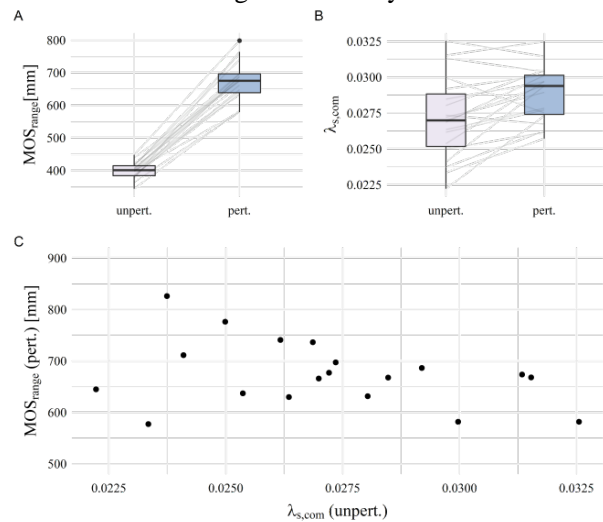 A
B
800
700
600
500
400
MOSrange[mm]
unpert.
pert.
0.0325
0.0300
0.0275
0.0250
0.0225
λs,com
unpert.
pert.
C
900
800
700
600
500
MOSrange (pert.) [mm]
0.0225
0.0250
0.0275
0.0300
0.0325
λs,com (unpert.)